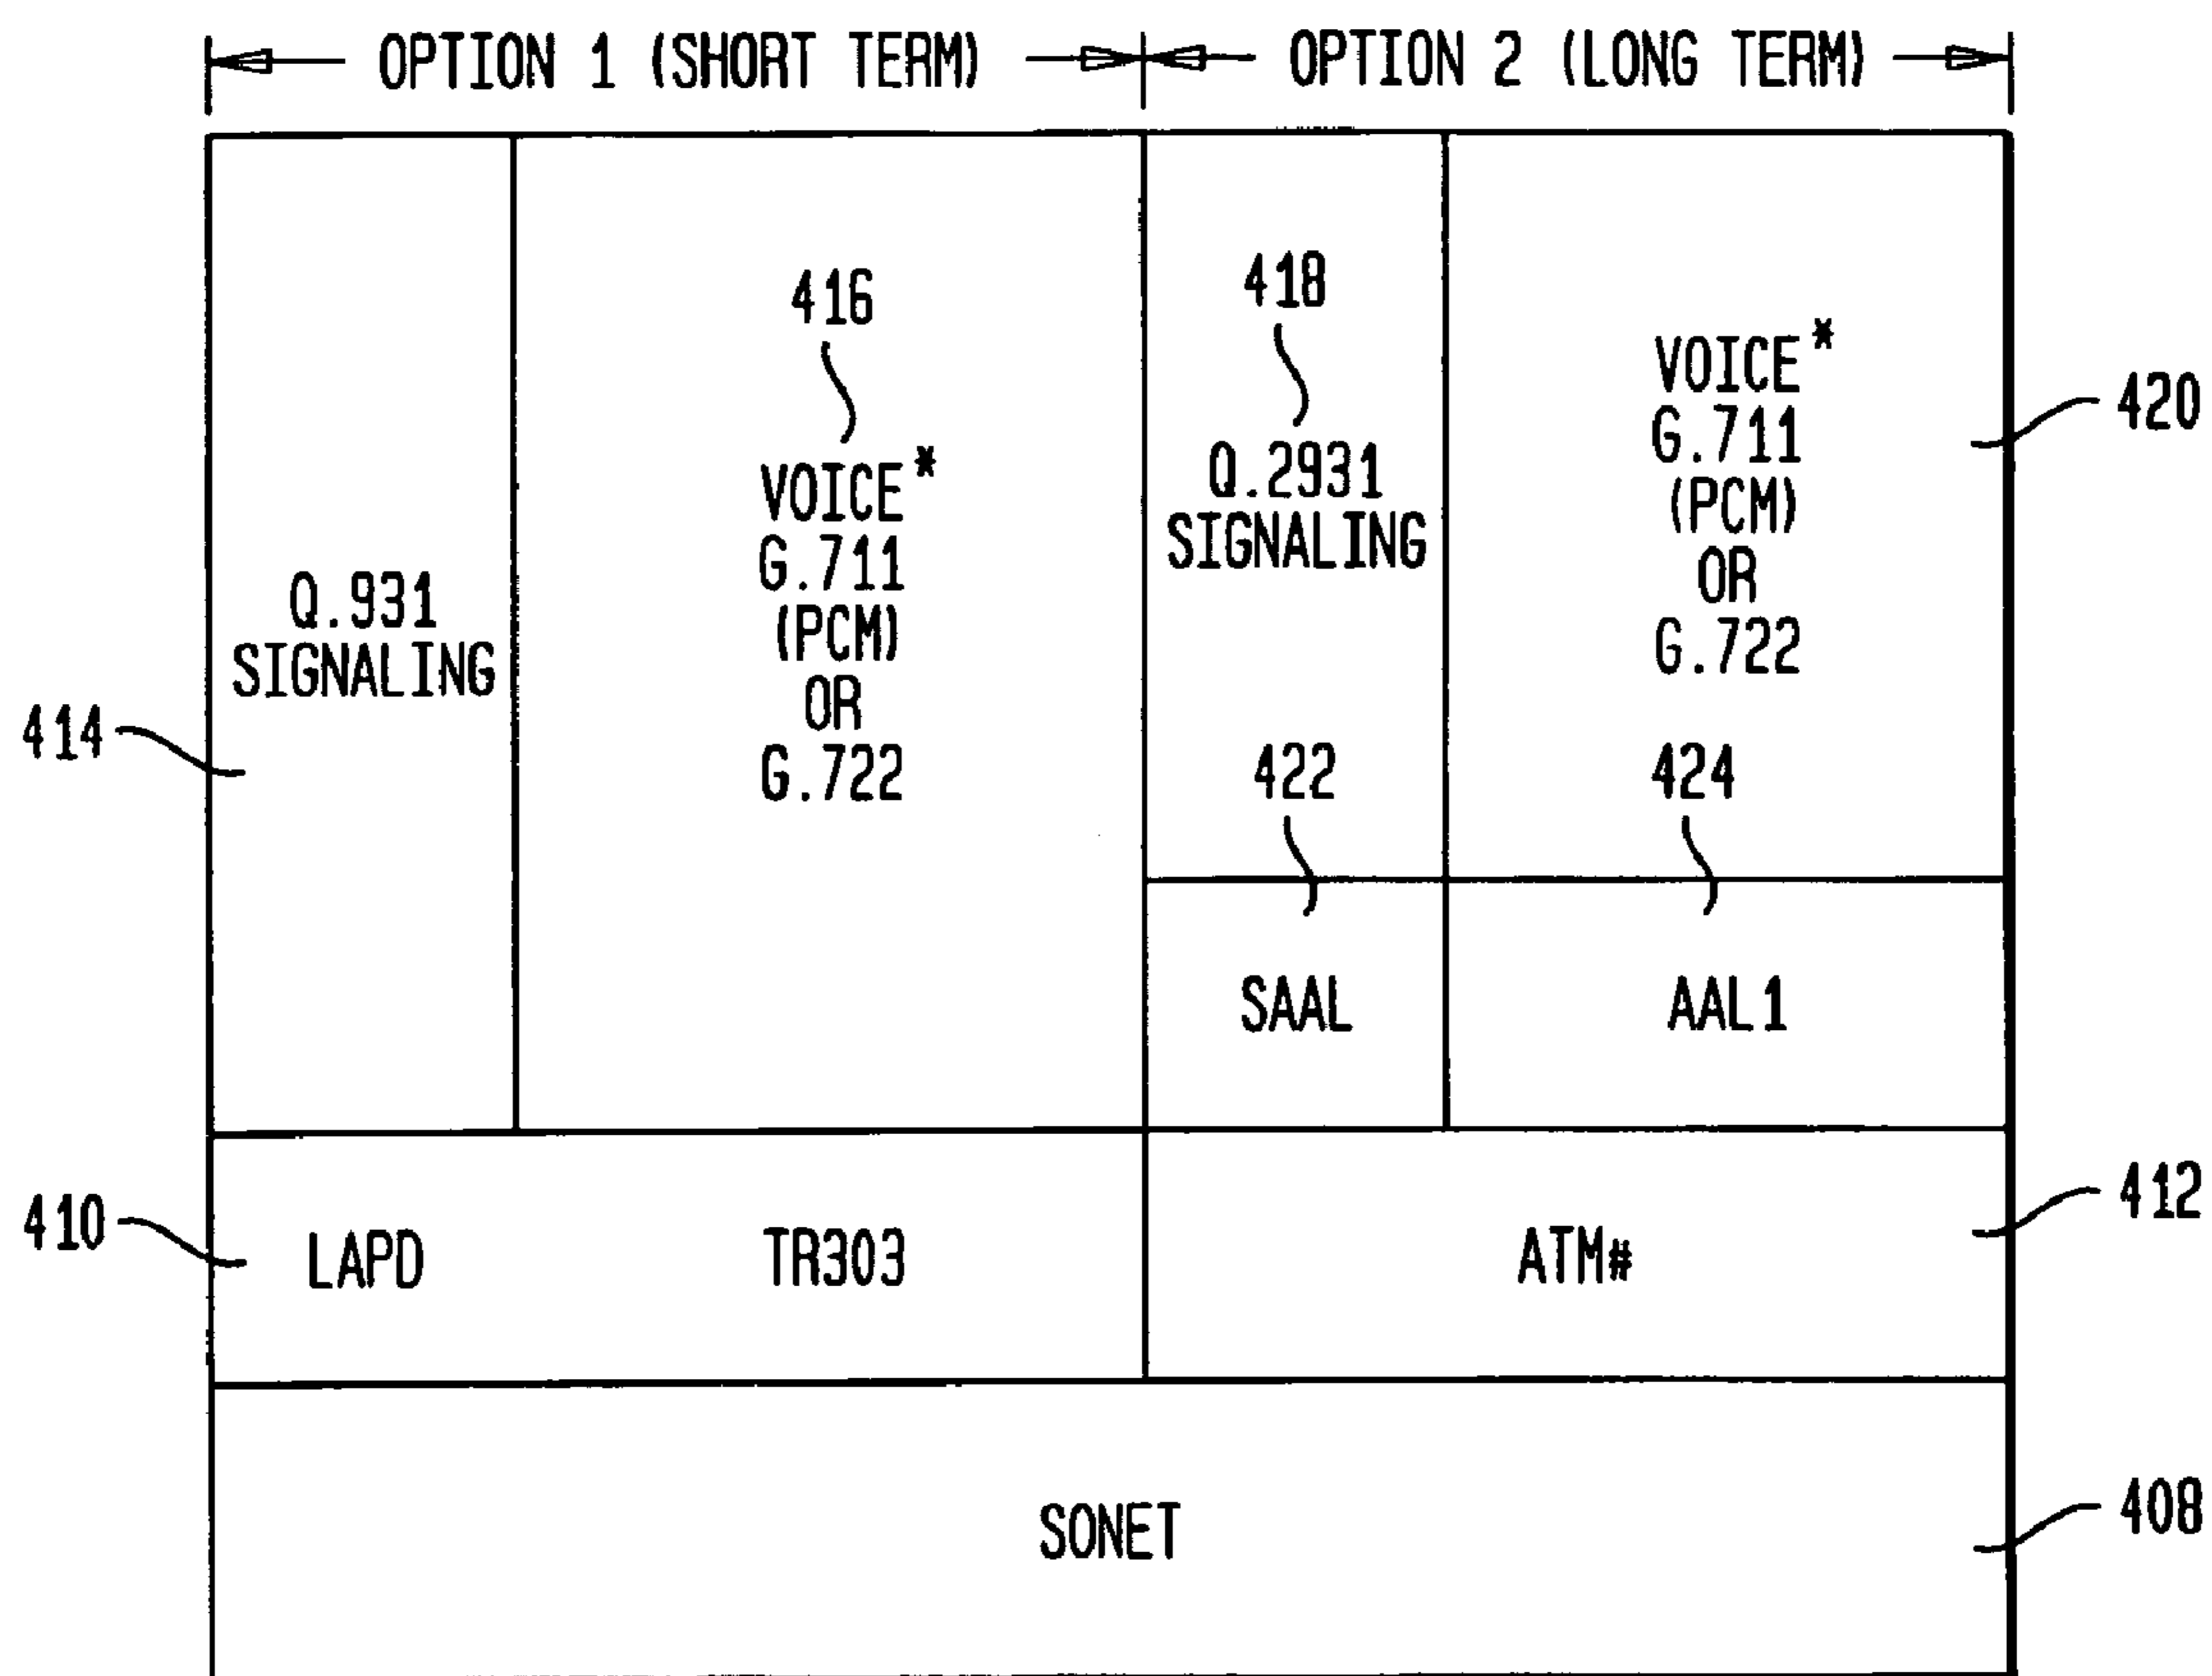 OPTION 1 (SHORT TERM)
OPTION 2 (LONG TERM)
414
Q.931
SIGNALING
416
VOICE*
G.711
(PCM)
OR
G.722
418
Q.2931
SIGNALING
VOICE*
G.711
(PCM)
OR
G.722
420
422
SAAL
424
AAL1
410
LAPD
TR303
ATM#
412
SONET
408